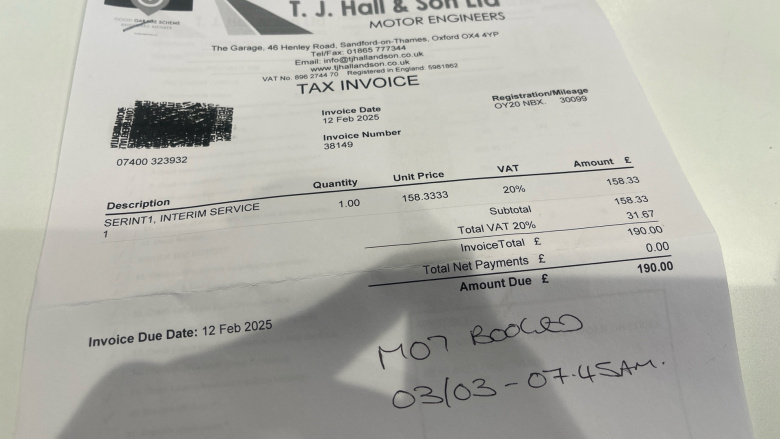 GARAGE SCHEME
T. J. Hall & Son Ltd
MOTOR ENGINEERS
The Garage, 46 Henley Road, Sandford-on-Thames, Oxford OX4 4YP
Tel/Fax: 01865 777344
Email: info@tjhallandson.co.uk
www.tjhallandson.co.uk
VAT No. 896 2744 70 Registered in England: 5981862
TAX INVOICE
Invoice Date
12 Feb 2025
Invoice Number
38149
Registration/Mileage
OY20 NBX. 30099
07400 323932
Description Quantity Unit Price VAT Amount £
SERINT1, INTERIM SERVICE 1.00 158.3333 20% 158.33
1
Subtotal 158.33
Total VAT 20% 31.67
InvoiceTotal £ 190.00
Total Net Payments £ 0.00
Amount Due £ 190.00
Invoice Due Date: 12 Feb 2025
MOT BOOKED
03/03 - 07.45AM.